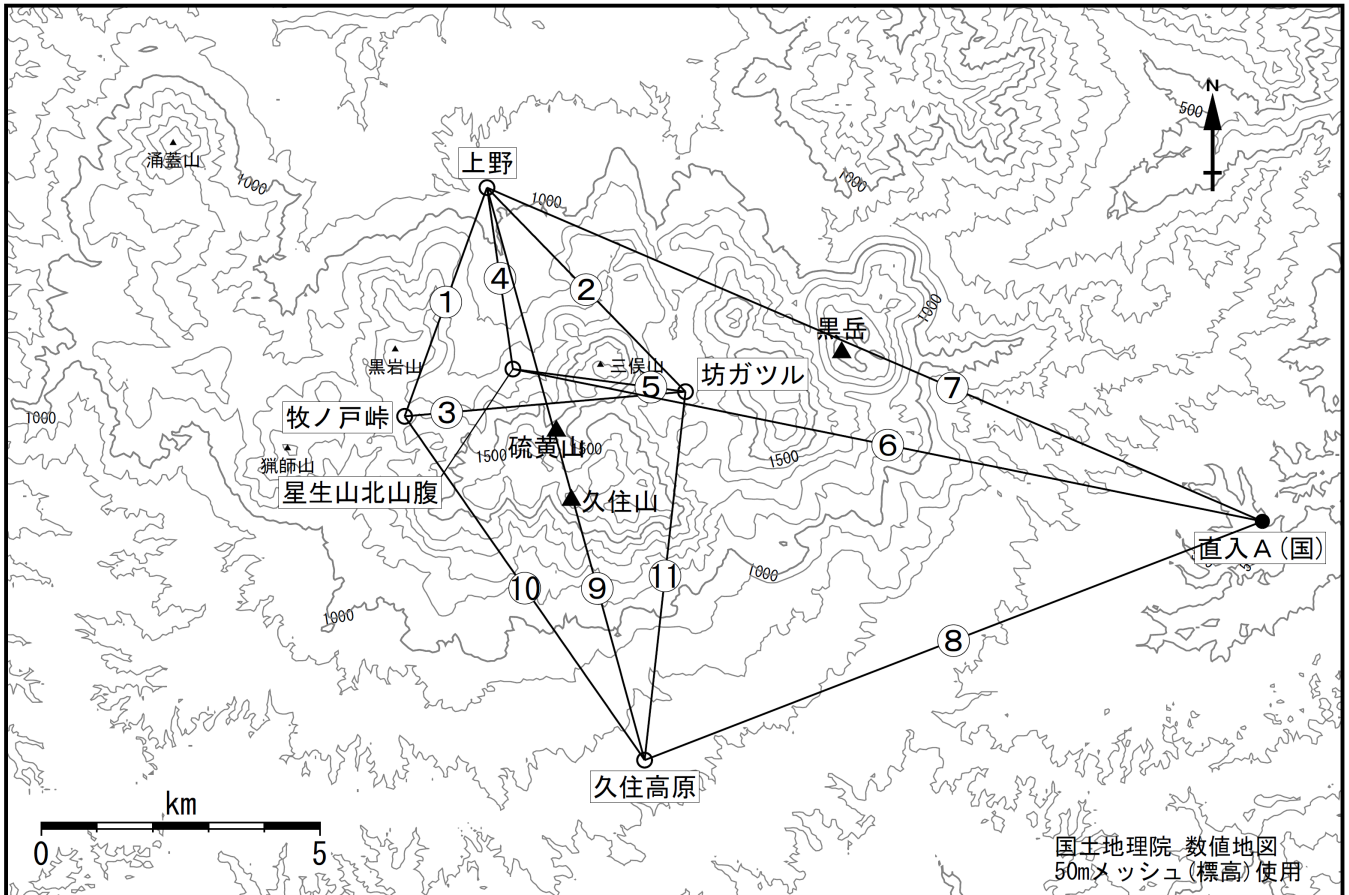 N
500
涌蓋山
1000
上野
1000
1000
④
②
①
1000
黒岳
黒岩山
三俣山
⑤
坊ガツル
⑦
1000
牧ノ戸峠
③
硫黄山
1500
1500
⑥
1500
猟師山
星生山北山腹
久住山
直入A(国)
1000
⑪
⑩
⑨
1000
⑧
久住高原
km
0
5
国土地理院 数値地図
50mメッシュ(標高)使用